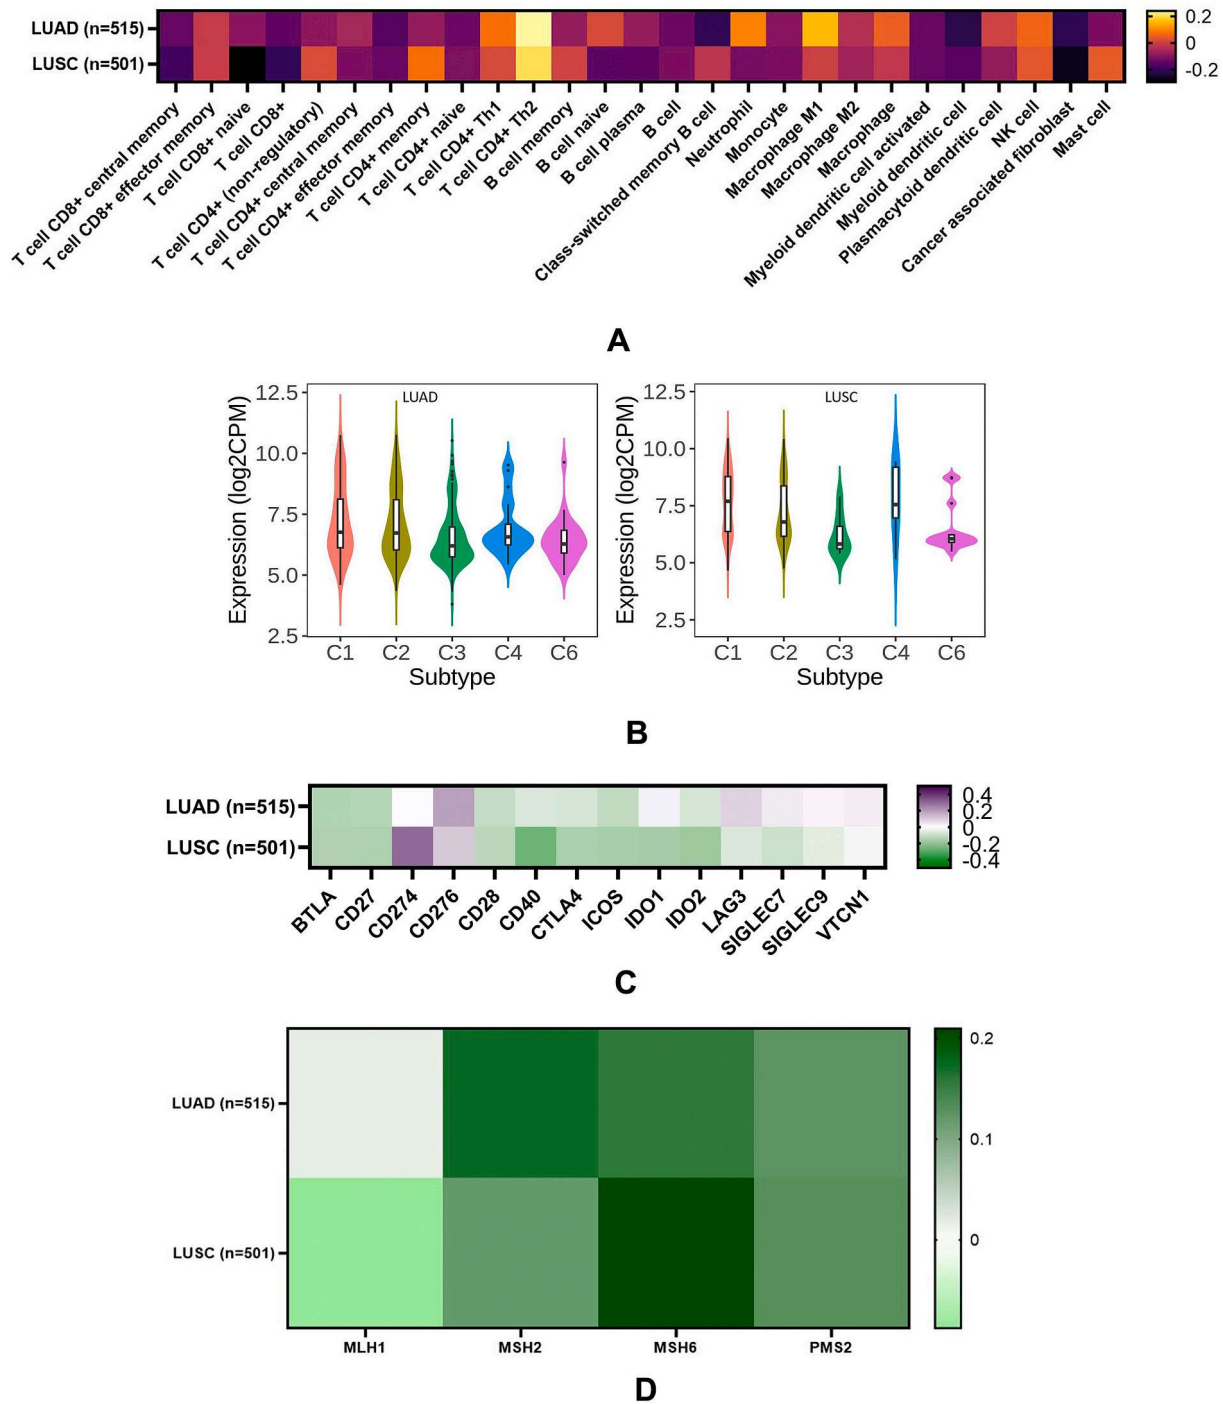 LUAD (n=515)
LUSC (n=501)
0.2
0
-0.2
T cell CD8+ central memory
T cell CD8+ effector memory
T cell CD8+ naive
T cell CD8+
T cell CD4+ (non-regulatory)
T cell CD4+ central memory
T cell CD4+ effector memory
T cell CD4+ memory
T cell CD4+ naive
T cell CD4+ Th1
T cell CD4+ Th2
B cell memory
B cell naive
B cell plasma
B cell
Class-switched memory B cell
Neutrophil
Monocyte
Macrophage M1
Macrophage M2
Macrophage
Myeloid dendritic cell activated
Myeloid dendritic cell
Plasmacytoid dendritic cell
NK cell
Cancer associated fibroblast
Mast cell
A
Expression (log2CPM)
12.5
10.0
7.5
5.0
2.5
LUAD
C1 C2 C3 C4 C6
Subtype
Expression (log2CPM)
12.5
10.0
7.5
5.0
2.5
LUSC
C1 C2 C3 C4 C6
Subtype
B
LUAD (n=515)
LUSC (n=501)
0.4
0.2
0
-0.2
-0.4
BTLA
CD27
CD274
CD276
CD28
CD40
CTLA4
ICOS
IDO1
IDO2
LAG3
SIGLEC7
SIGLEC9
VTCN1
C
LUAD (n=515)
LUSC (n=501)
0.2
0.1
0
MLH1 MSH2 MSH6 PMS2
D